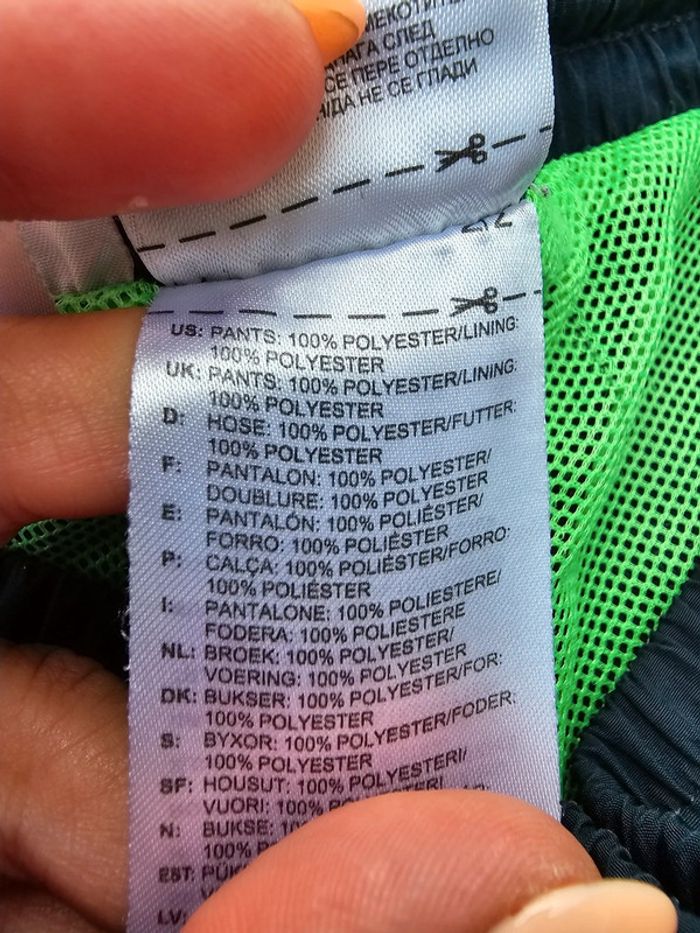 СЛЕД
СЕ ПЕРЕ ОТДЕЛНО
НЕ СЕ ГЛАДИ
US: PANTS: 100% POLYESTER/LINING:
100% POLYESTER
UK: PANTS: 100% POLYESTER/LINING:
100% POLYESTER
D: HOSE: 100% POLYESTER/FUTTER:
100% POLYESTER
F: PANTALON: 100% POLYESTER/
DOUBLURE: 100% POLYESTER
E: PANTALÓN: 100% POLIÉSTER/
FORRO: 100% POLIÉSTER
P: CALÇA: 100% POLIÉSTER/FORRO:
100% POLIÉSTER
I: PANTALONE: 100% POLIESTERE/
FODERA: 100% POLIESTERE
NL: BROEK: 100% POLYESTER/
VOERING: 100% POLYESTER
DK: BUKSER: 100% POLYESTER/FOR:
100% POLYESTER
S: BYXOR: 100% POLYESTER/FODER:
100% POLYESTER
SF: HOUSUT: 100% POLYESTERI/
VUORI: 100%
N: BUKSE:
100%
EST:
LV: